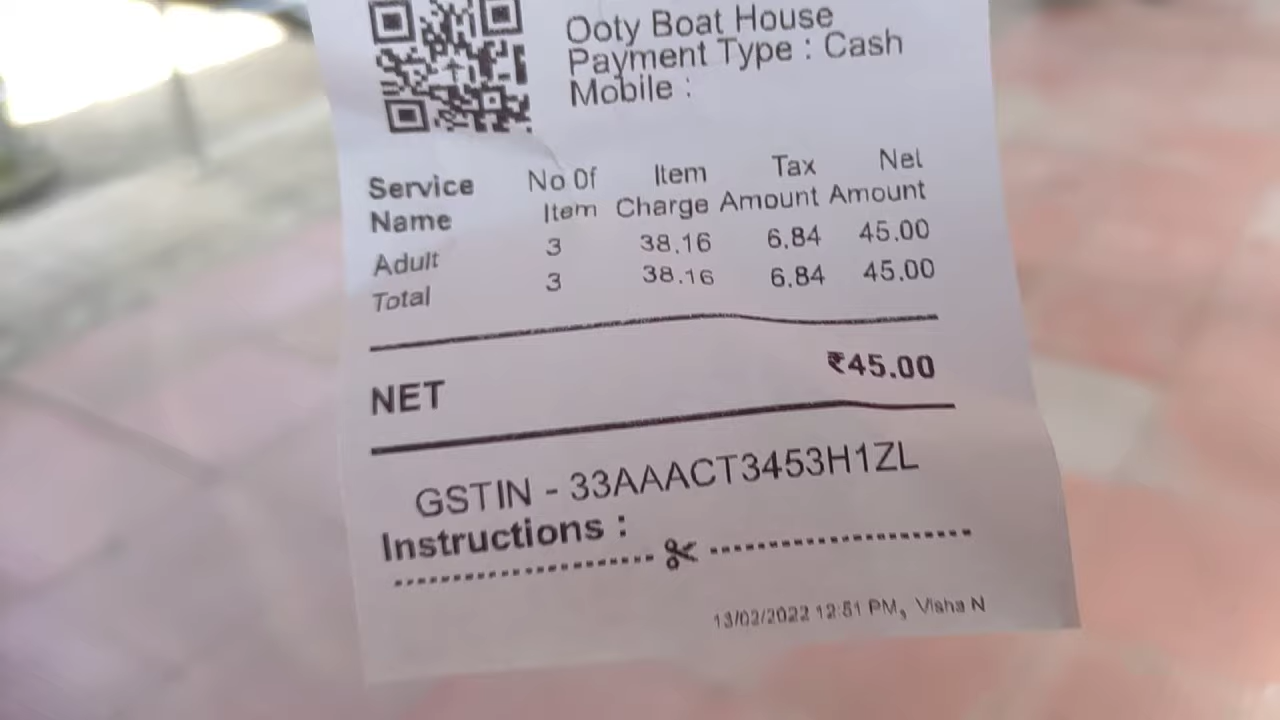 Ooty Boat House
Payment Type : Cash
Mobile :
Service Name No Of Item Item Charge Tax Amount Net Amount
Adult 3 38.16 6.84 45.00
Total 3 38.16 6.84 45.00
NET ₹45.00
GSTIN - 33AAACT3453H1ZL
Instructions :
13/02/2022 12:51 PM, Visha N